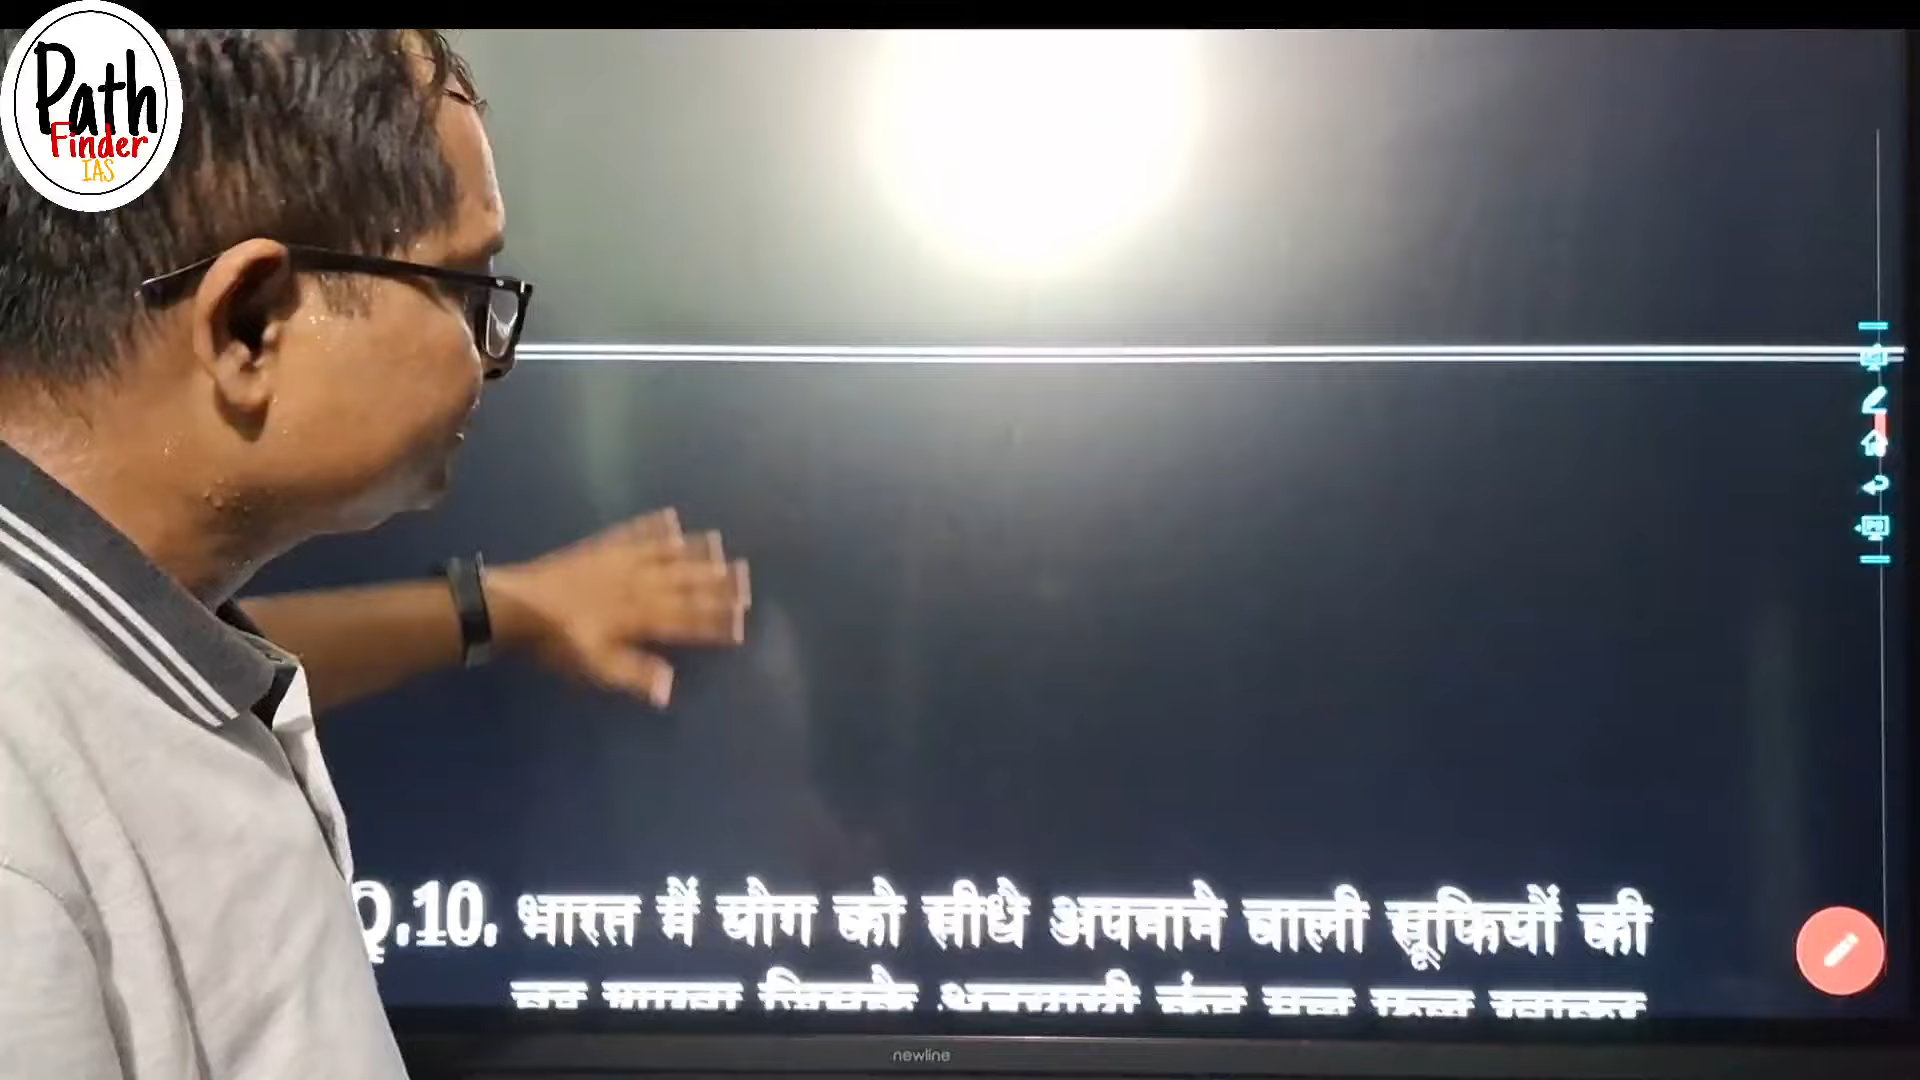 Path
Finder
IAS
Q.10. भारत में योग को सीधे अपनाने वाली सूफियों की
newline